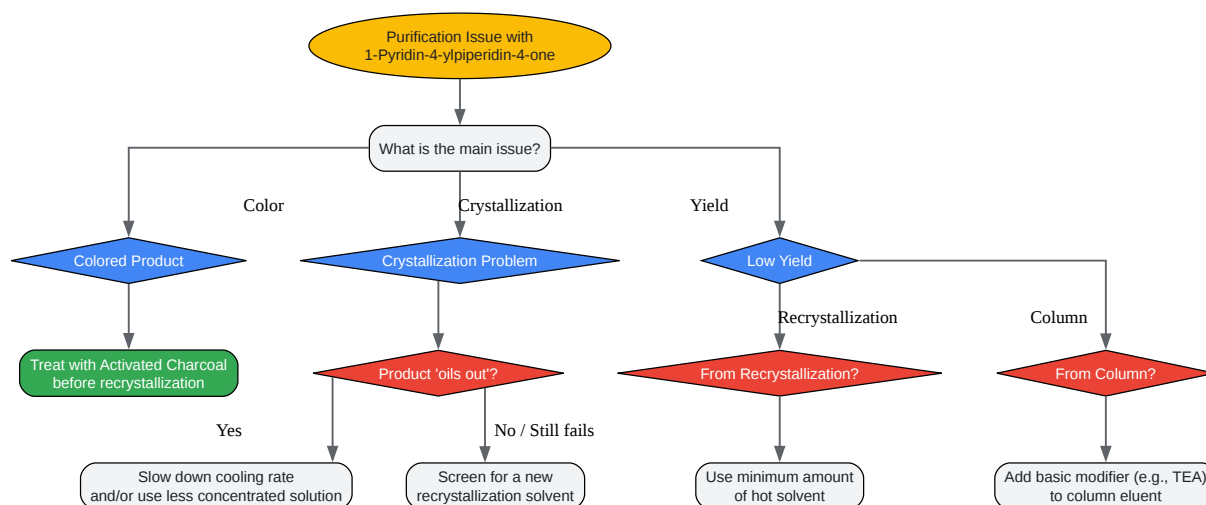 Purification Issue with
1-Pyridin-4-ylpiperidin-4-one
What is the main issue?
Color
Crystallization
Yield
Colored Product
Crystallization Problem
Low Yield
Recrystallization
Column
Treat with Activated Charcoal
before recrystallization
Product 'oils out'?
From Recrystallization?
From Column?
Yes
No / Still fails
Slow down cooling rate
and/or use less concentrated solution
Screen for a new
recrystallization solvent
Use minimum amount
of hot solvent
Add basic modifier (e.g., TEA)
to column eluent